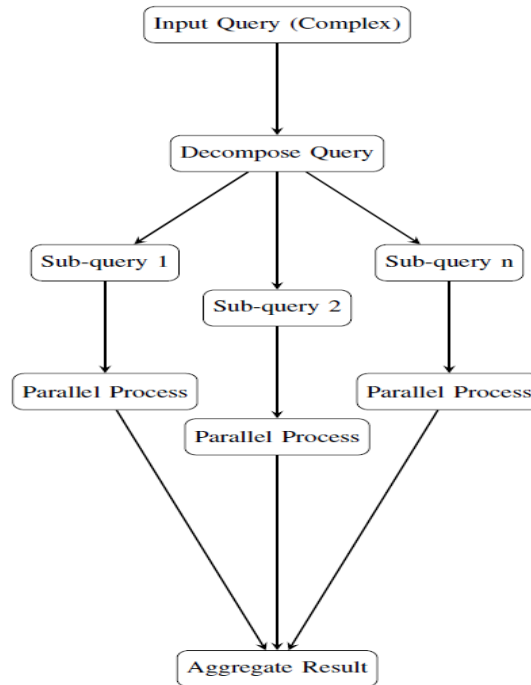 Input Query (Complex)
Decompose Query
Sub-query 1
Sub-query n
Sub-query 2
Parallel Process
Parallel Process
Parallel Process
Aggregate Result